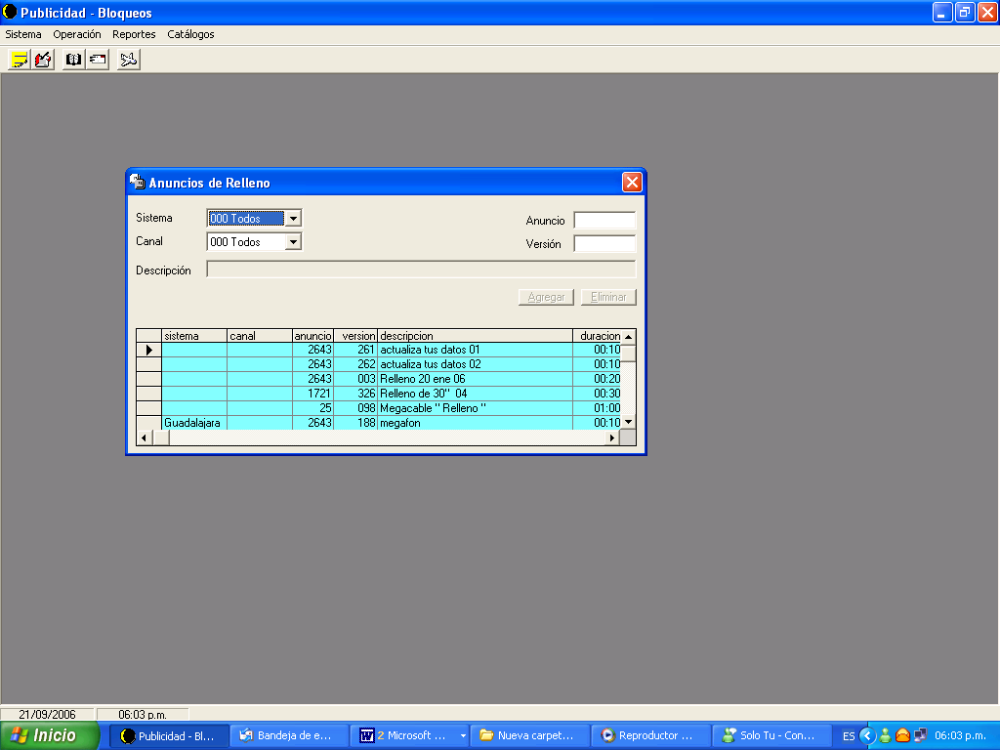 Publicidad - Bloqueos
Sistema Operación Reportes Catálogos
Anuncios de Relleno
Sistema 000 Todos Anuncio
Canal 000 Todos Versión
Descripción
Agregar Eliminar
sistema canal anuncio version descripcion duracion
2643 261 actualiza tus datos 01 00:10
2643 262 actualiza tus datos 02 00:10
2643 003 Relleno 20 ene 06 00:20
1721 326 Relleno de 30" 04 00:30
25 098 Megacable " Relleno " 01:00
Guadalajara 2643 188 megafon 00:10
21/09/2006 06:03 p.m.
Inicio Publicidad - Bl... Bandeja de e... 2 Microsoft ... Nueva carpet... Reproductor ... Solo Tu - Con... ES 06:03 p.m.